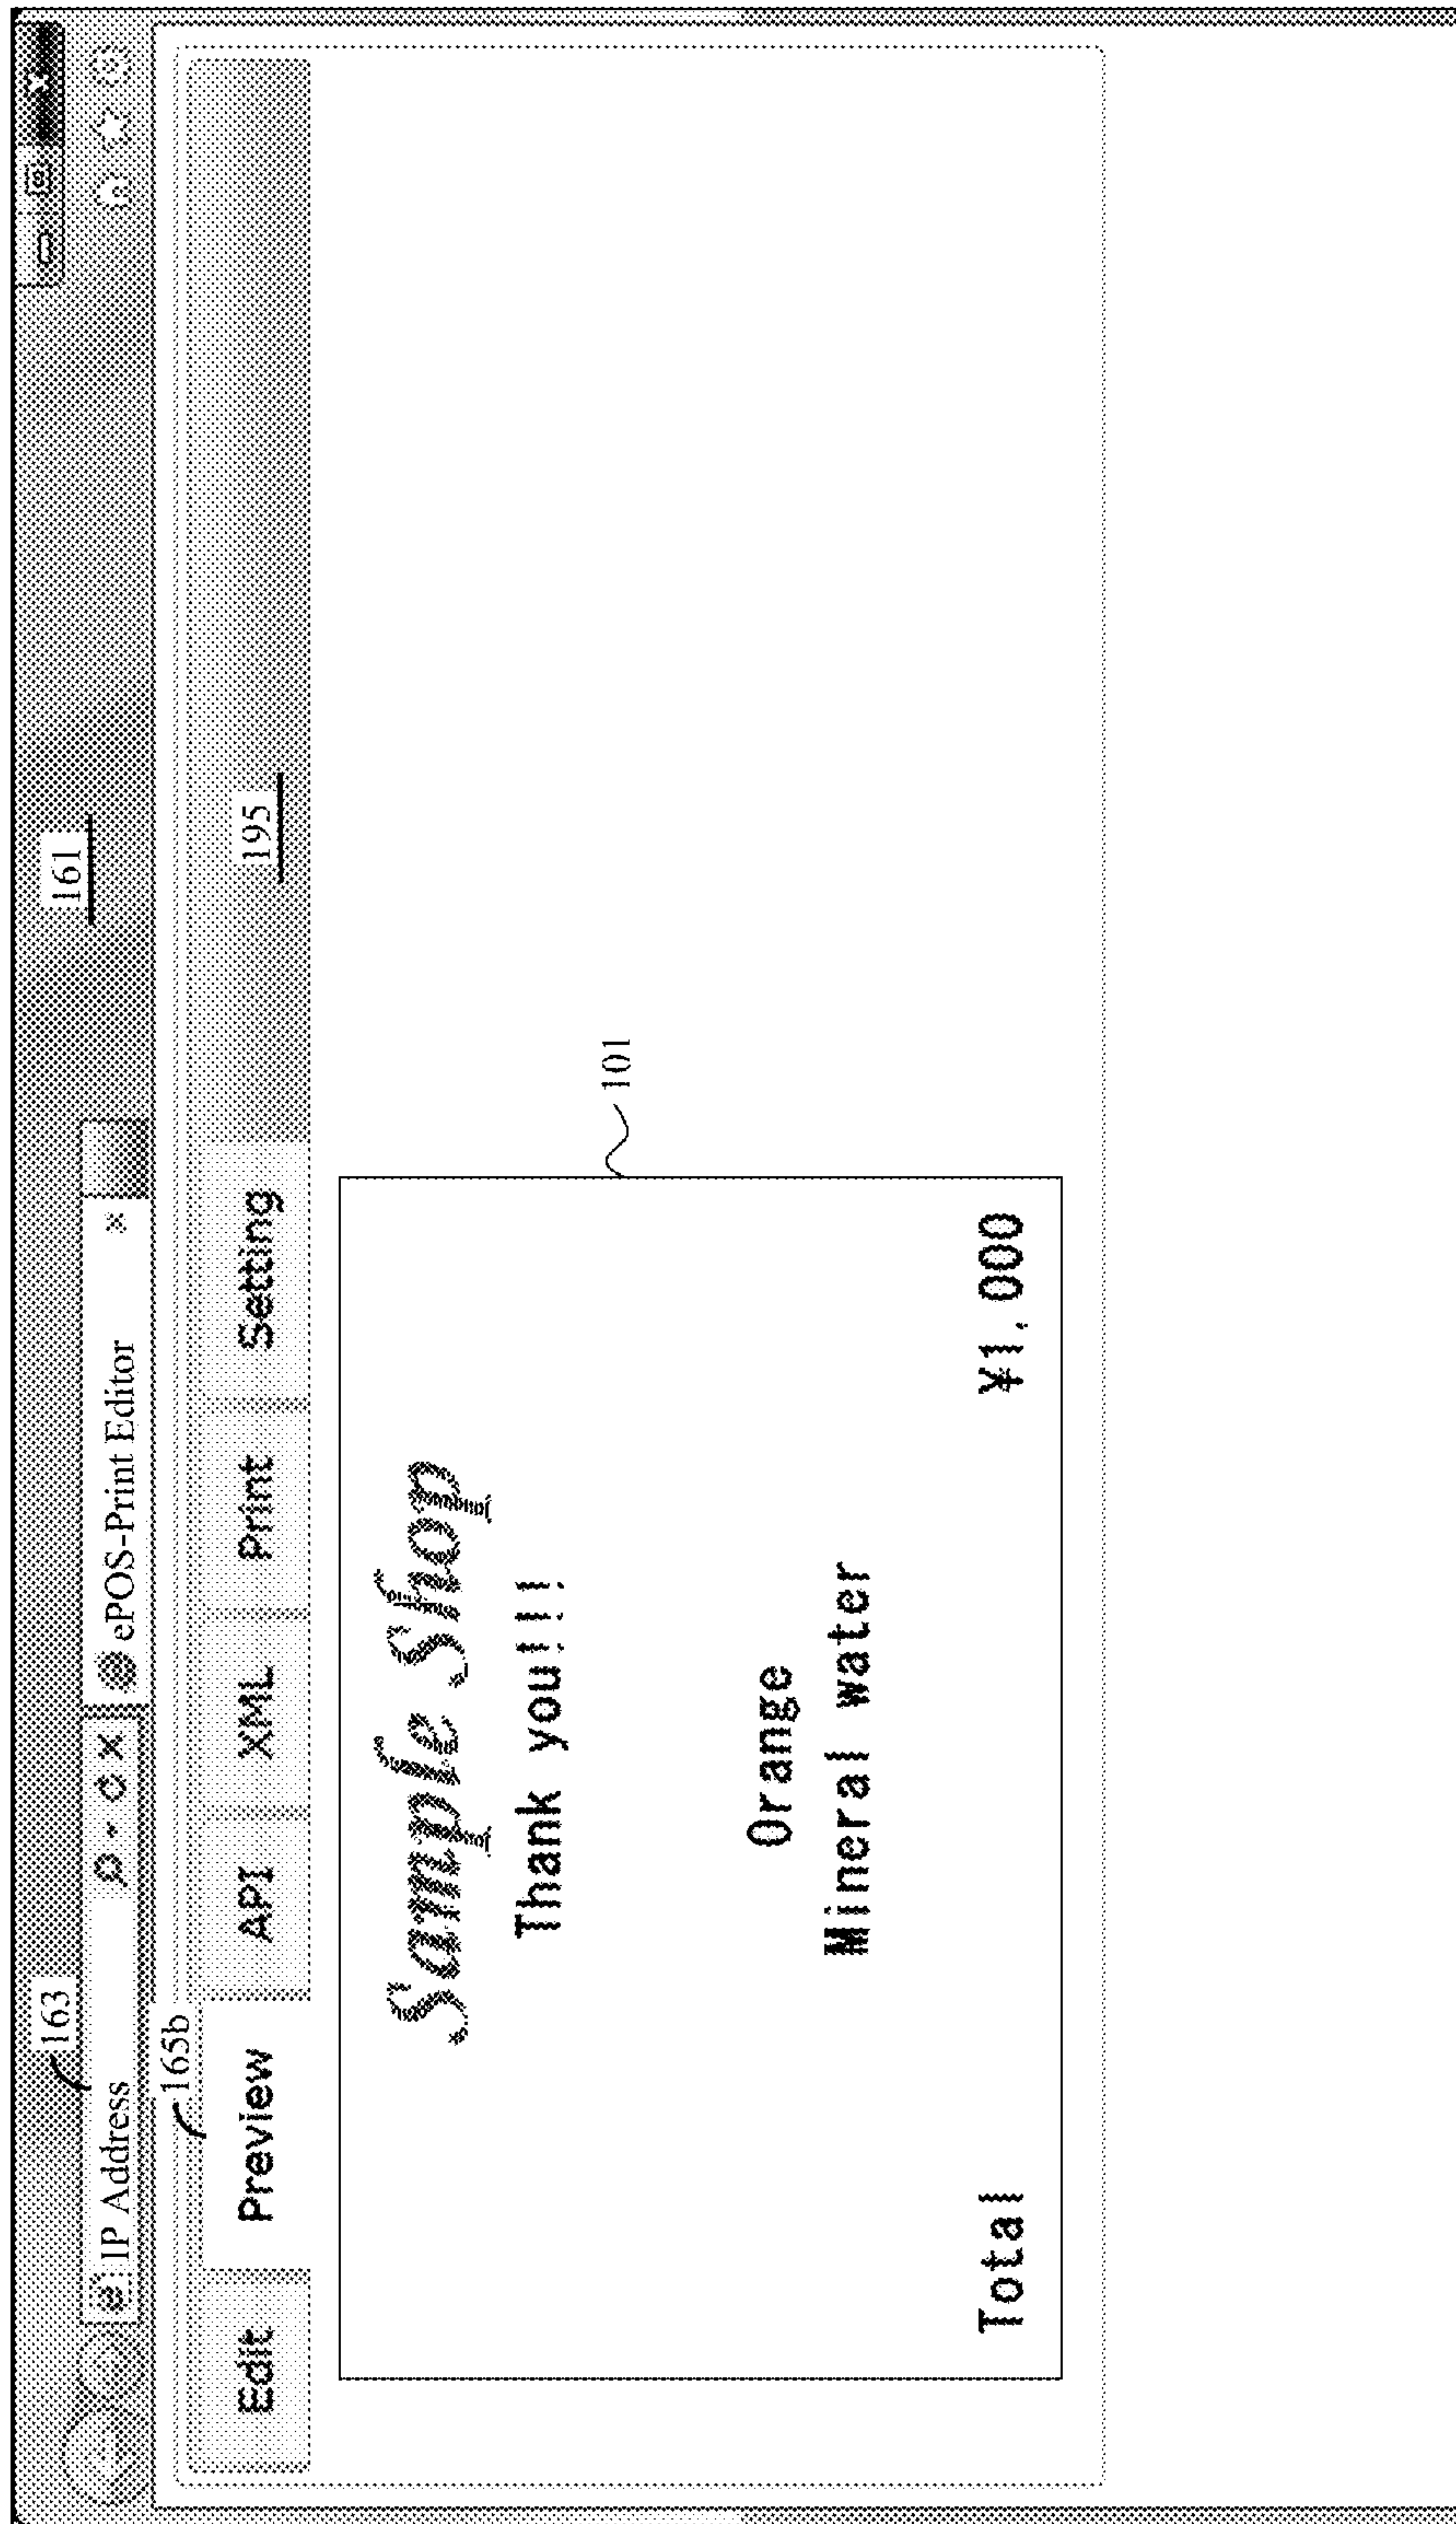 161
163
IP Address
ePOS-Print Editor
165b
195
Edit Preview API XML Print Setting
Sample Shop
Thank you!!!!
101
Orange
Mineral water
Total ¥1,000